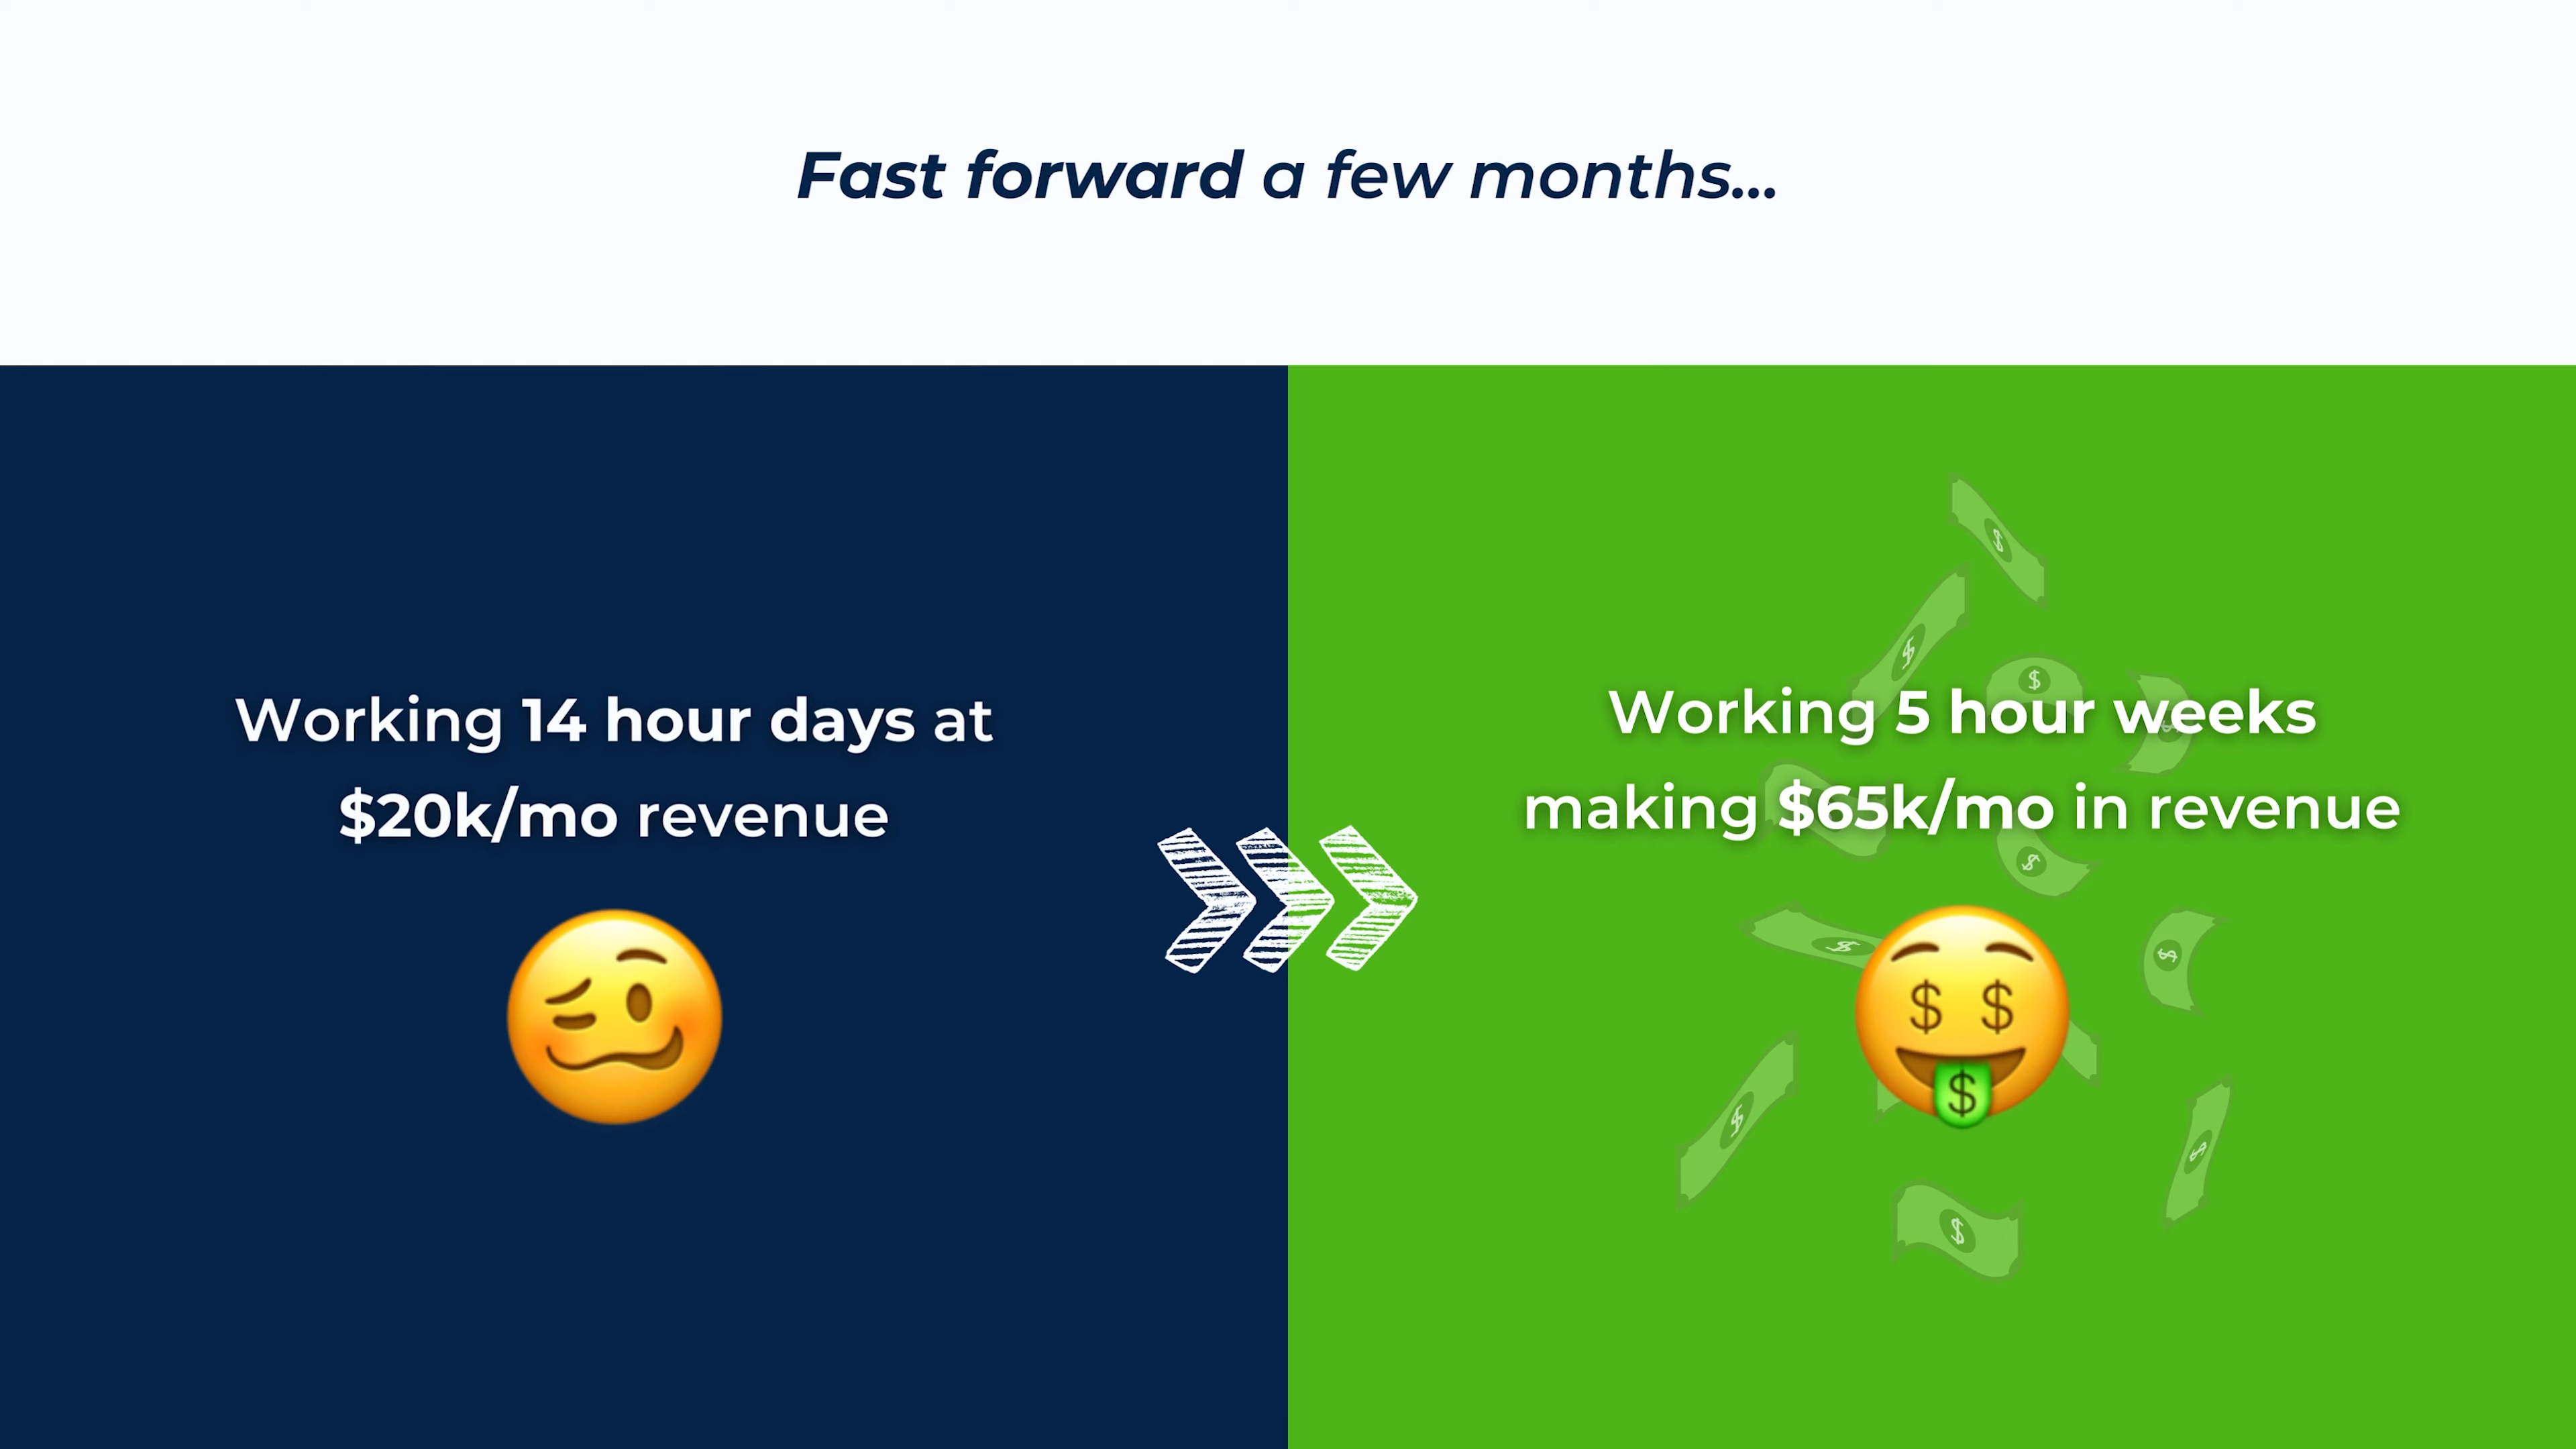 Fast forward a few months...
Working 14 hour days at
$20k/mo revenue
Working 5 hour weeks
making $65k/mo in revenue